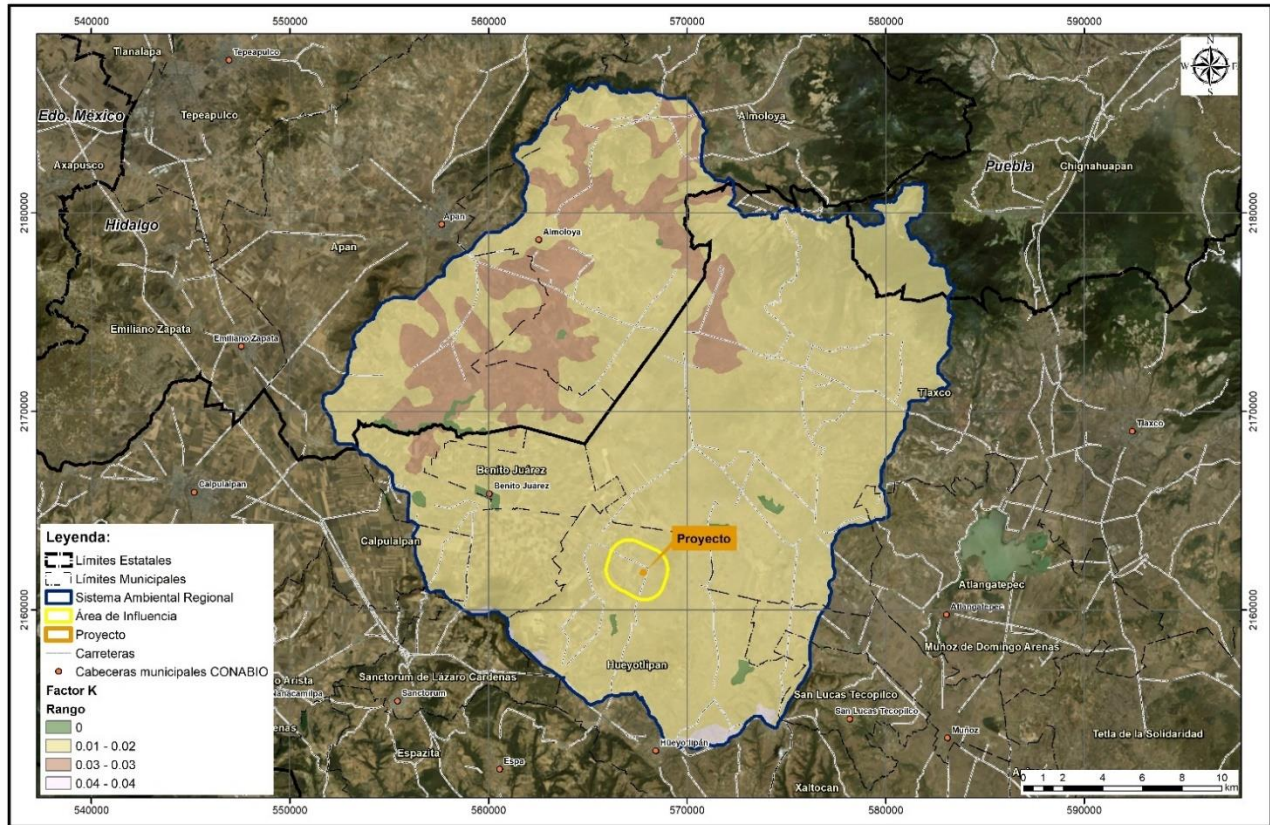 540000 550000 560000 570000 580000 590000
Tlanalapa
Tepeapulco
N
W E
S
Edo. México
Tepeapulco
Almoloya
Axapusco
Puebla
Chignahuapan
2180000 2180000
Hidalgo
Apan
Almoloya
Apan
Emiliano Zapata
Emiliano Zapata
Tlaxco
2170000 2170000
Tlaxco
Benito Juárez
Benito Juárez
Calpulalpan
Proyecto
Calpulalpan
Atlangatepec
Atlangatepec
2160000 2160000
Muñoz de Domingo Arenas
Hueyotlipan
Sanctorum de Lázaro Cárdenas
Sanctorum
San Lucas Tecopilco
San Lucas Tecopilco
Muñoz
Tetla de la Solidaridad
Hueyotlipán
Espazita
Espa
Xaltocan
Leyenda:
Límites Estatales
Límites Municipales
Sistema Ambiental Regional
Área de Influencia
Proyecto
Carreteras
Cabeceras municipales CONABIO
Factor K
Rango
0
0.01 - 0.02
0.03 - 0.03
0.04 - 0.04
0 1 2 4 6 8 10
km
540000 550000 560000 570000 580000 590000